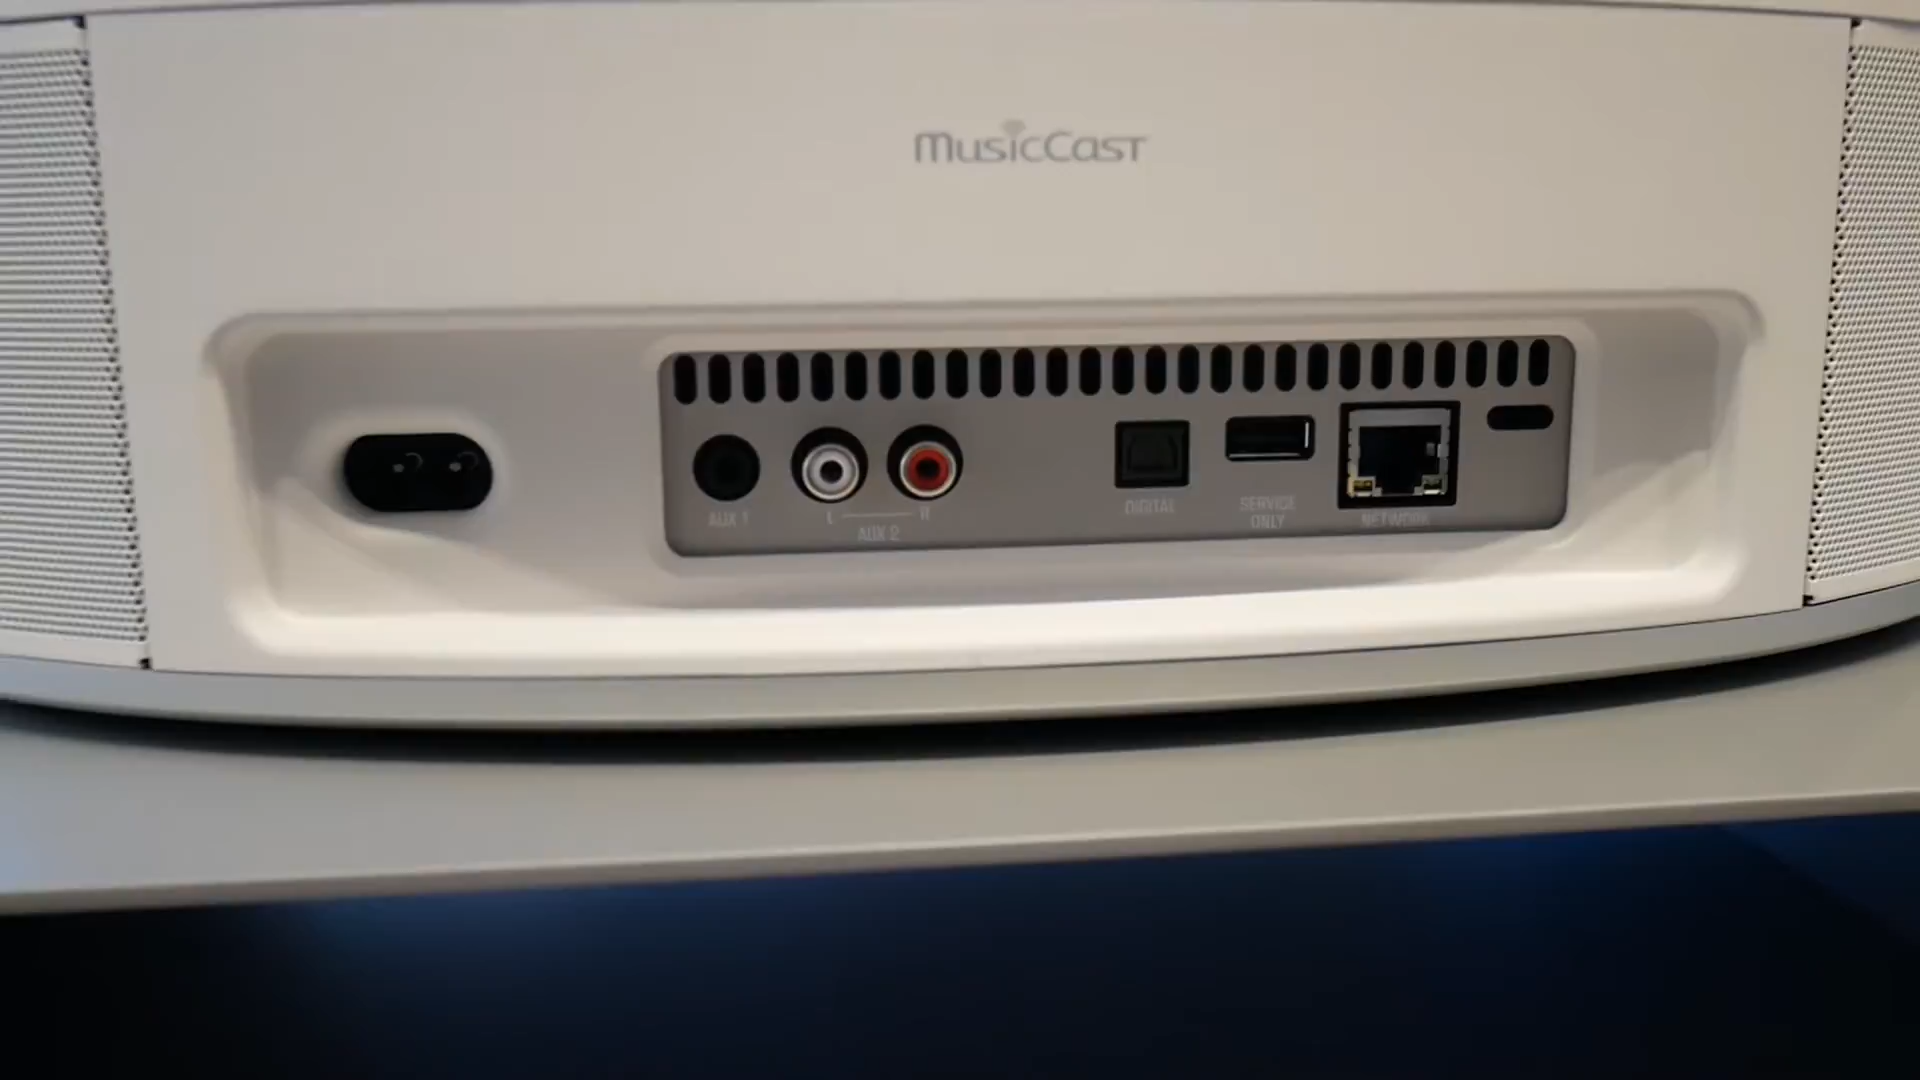 MusicCast
AUX 1
L R
AUX 2
DIGITAL
SERVICE
ONLY
NETWORK